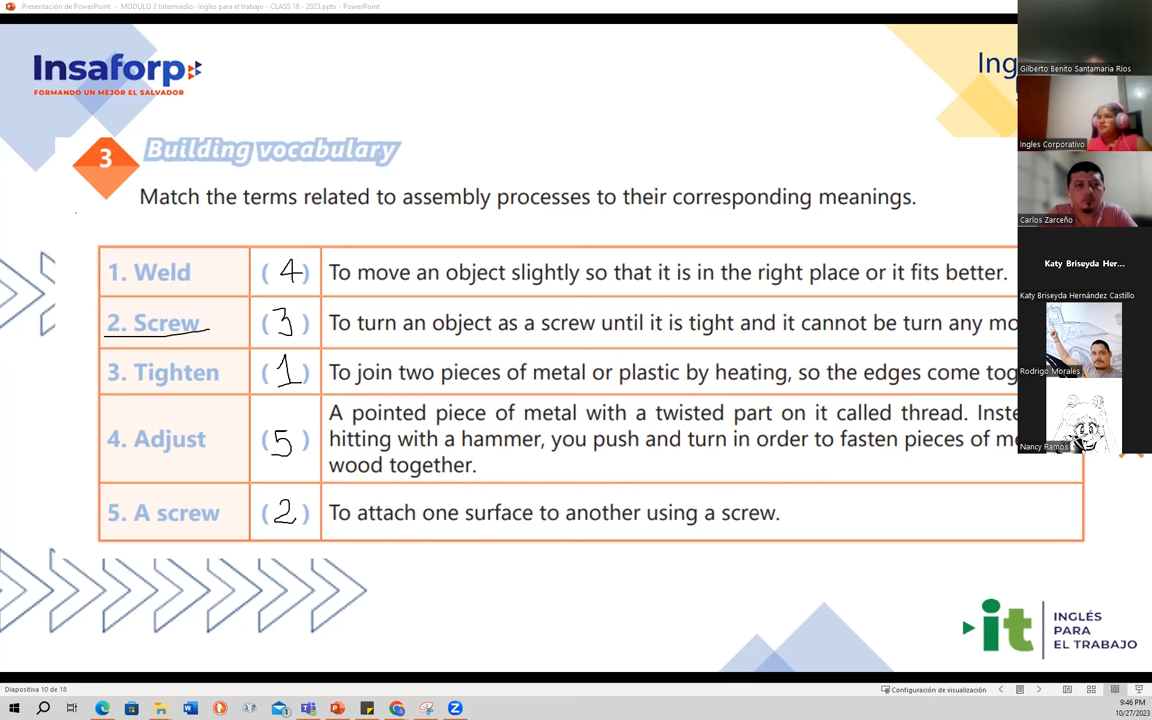 Presentación de PowerPoint - MODULO 2 Intermedio- Ingles para el trabajo - CLASS 18 - 2023.pptx - PowerPoint
Insaforp
FORMANDO UN MEJOR EL SALVADOR
Ing
3 Building vocabulary
Match the terms related to assembly processes to their corresponding meanings.
1. Weld ( 4 ) To move an object slightly so that it is in the right place or it fits better.
2. Screw ( 3 ) To turn an object as a screw until it is tight and it cannot be turn any mo
3. Tighten ( 1 ) To join two pieces of metal or plastic by heating, so the edges come tog
4. Adjust ( 5 ) A pointed piece of metal with a twisted part on it called thread. Inste
hitting with a hammer, you push and turn in order to fasten pieces of me
wood together.
5. A screw ( 2 ) To attach one surface to another using a screw.
Gilberto Benito Santamaria Rios
Ingles Corporativo
Carlos Zarceño
Katy Briseyda Her...
Katy Briseyda Hernández Castillo
Rodrigo Morales
Nancy Ramos
it INGLÉS
PARA
EL TRABAJO
Diapositiva 10 de 18
Configuración de visualización
9:46 PM
10/27/2023